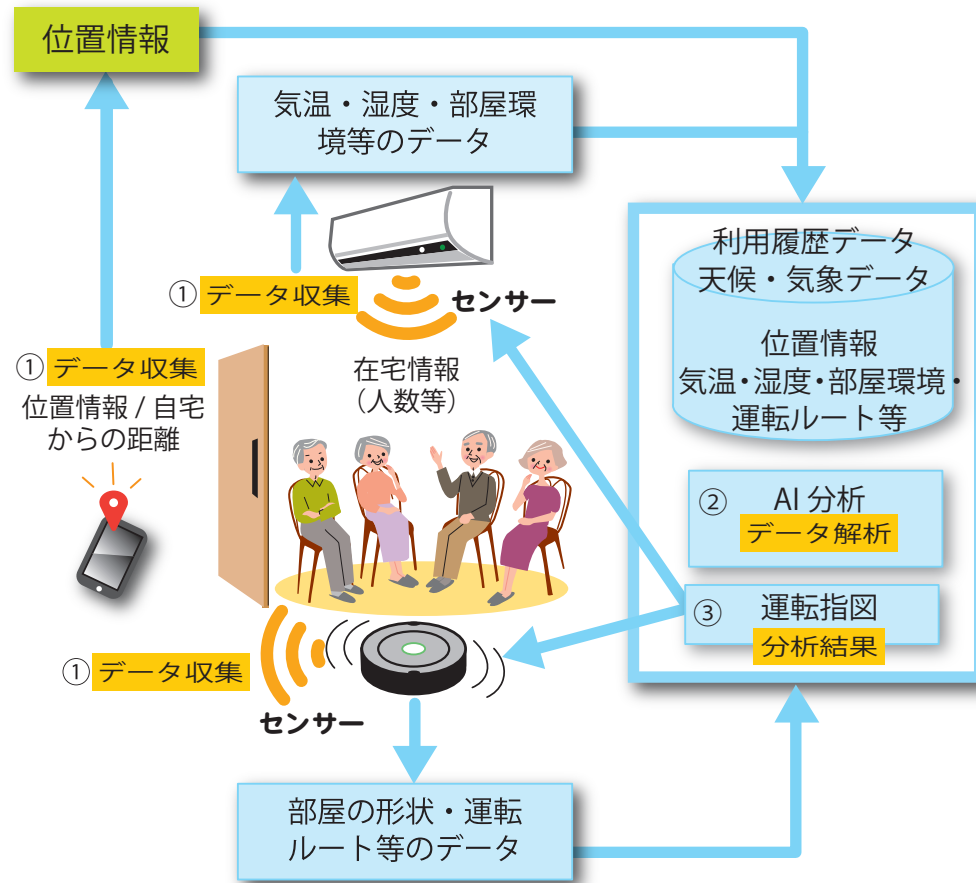 位置情報
気温・湿度・部屋環
境等のデータ
① データ収集
センサー
① データ収集
位置情報 / 自宅
からの距離
在宅情報
（人数等）
利用履歴データ
天候・気象データ
位置情報
気温・湿度・部屋環境・
運転ルート等
② AI 分析
データ解析
③ 運転指図
分析結果
① データ収集
センサー
部屋の形状・運転
ルート等のデータ